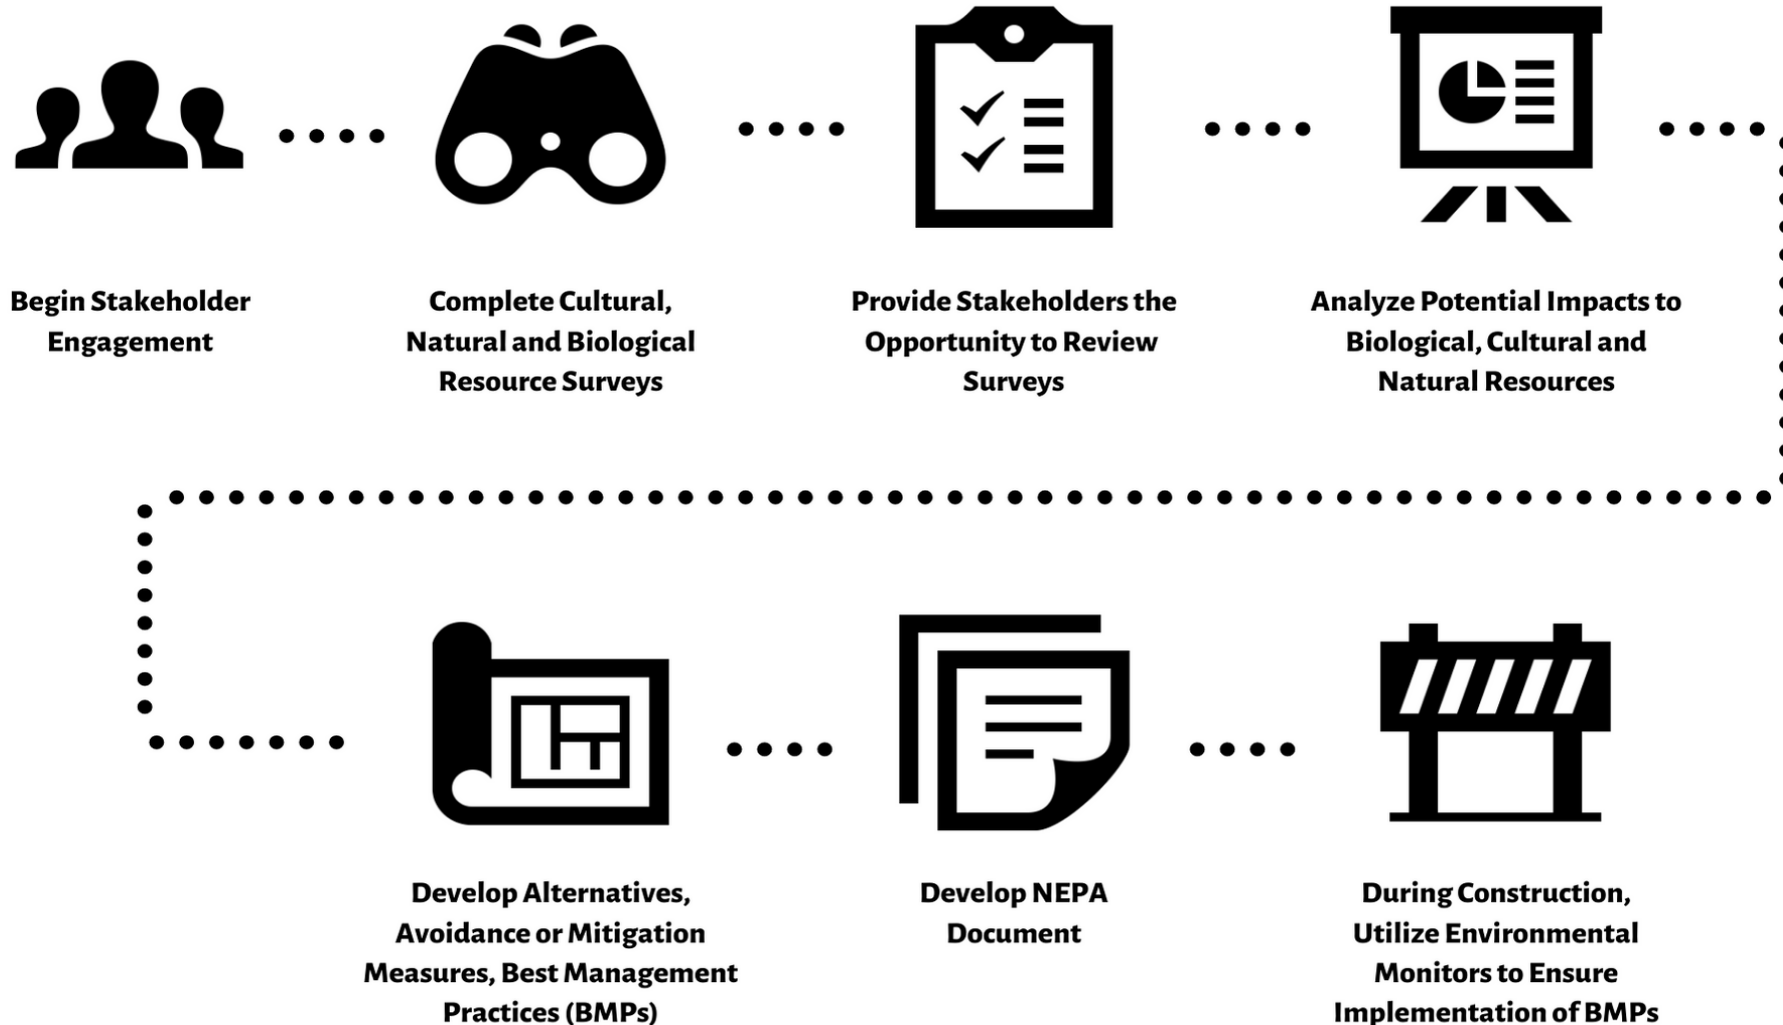 Begin Stakeholder
Engagement
Complete Cultural,
Natural and Biological
Resource Surveys
Provide Stakeholders the
Opportunity to Review
Surveys
Analyze Potential Impacts to
Biological, Cultural and
Natural Resources
Develop Alternatives,
Avoidance or Mitigation
Measures, Best Management
Practices (BMPs)
Develop NEPA
Document
During Construction,
Utilize Environmental
Monitors to Ensure
Implementation of BMPs